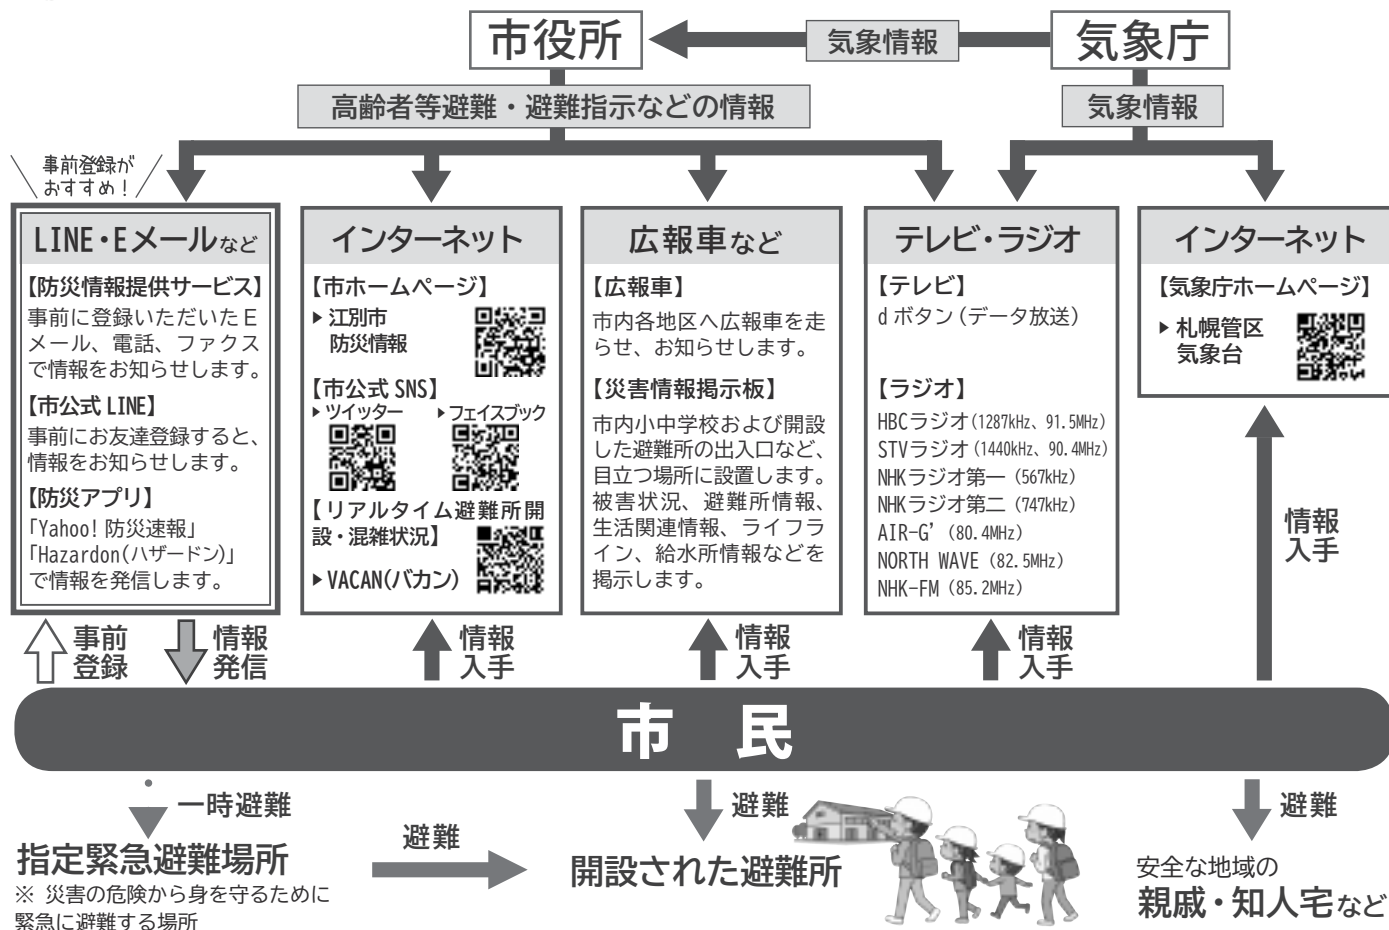 市役所
気象情報
気象庁
高齢者等避難・避難指示などの情報
気象情報
事前登録が
おすすめ！
LINE・Eメールなど
【防災情報提供サービス】
事前に登録いただいたE
メール、電話、ファクス
で情報をお知らせします。
【市公式 LINE】
事前にお友達登録すると、
情報をお知らせします。
【防災アプリ】
「Yahoo! 防災速報」
「Hazardon(ハザードン)」
で情報を発信します。
インターネット
【市ホームページ】
▶ 江別市
防災情報
【市公式 SNS】
▶ツイッター ▶フェイスブック
【リアルタイム避難所開
設・混雑状況】
▶VACAN(バカン)
広報車など
【広報車】
市内各地区へ広報車を走
らせ、お知らせします。
【災害情報掲示板】
市内小中学校および開設
した避難所の出入口など、
目立つ場所に設置します。
被害状況、避難所情報、
生活関連情報、ライフラ
イン、給水所情報などを
掲示します。
テレビ・ラジオ
【テレビ】
d ボタン（データ放送）
【ラジオ】
HBCラジオ（1287kHz、91.5MHz）
STVラジオ（1440kHz、90.4MHz）
NHKラジオ第一（567kHz）
NHKラジオ第二（747kHz）
AIR-G’（80.4MHz）
NORTH WAVE（82.5MHz）
NHK-FM（85.2MHz）
インターネット
【気象庁ホームページ】
▶ 札幌管区
気象台
事前
登録
情報
発信
情報
入手
情報
入手
情報
入手
情報
入手
市 民
一時避難
指定緊急避難場所
※ 災害の危険から身を守るために
緊急に避難する場所
避難
避難
開設された避難所
避難
安全な地域の
親戚・知人宅など